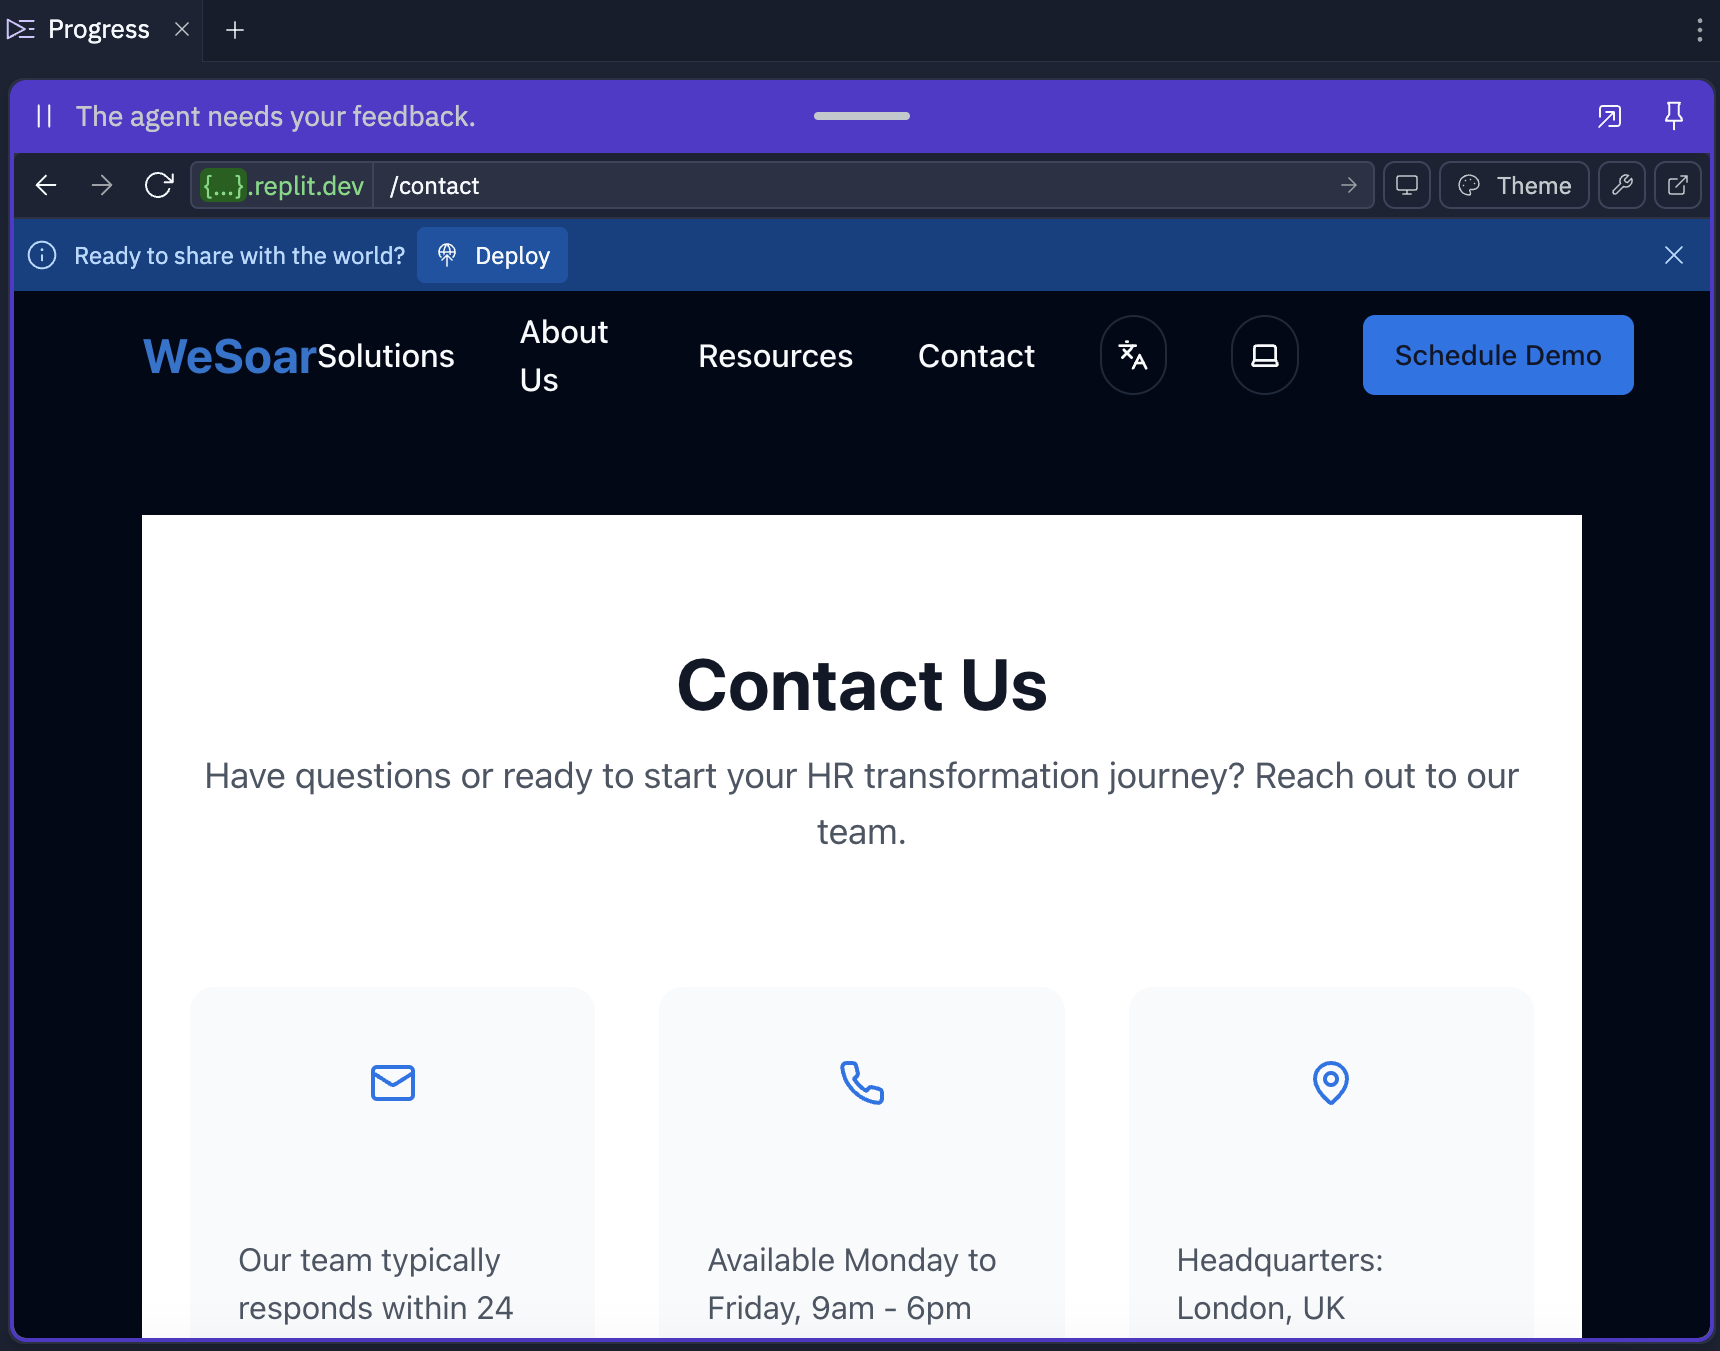 Progress
The agent needs your feedback.
{...}.replit.dev /contact
Theme
Ready to share with the world? Deploy
WeSoar
Solutions
About
Us
Resources
Contact
Schedule Demo
Contact Us
Have questions or ready to start your HR transformation journey? Reach out to our
team.
Our team typically
responds within 24
Available Monday to
Friday, 9am - 6pm
Headquarters:
London, UK